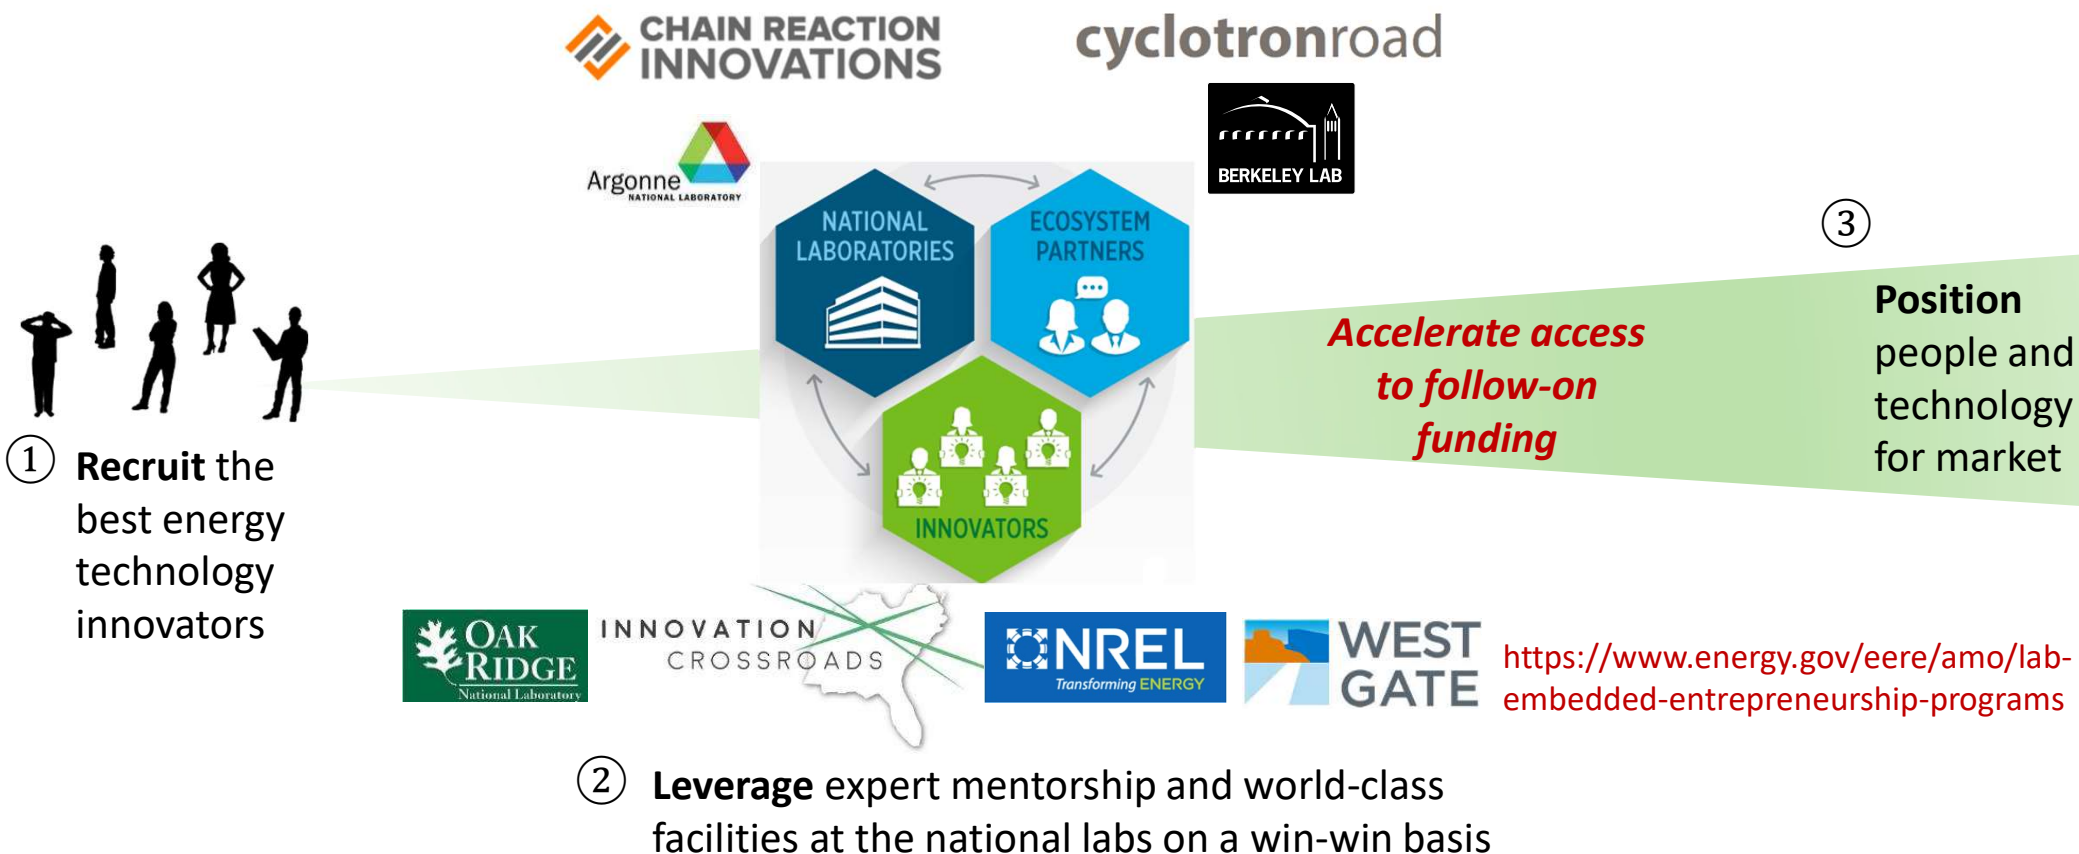 CHAIN REACTION
INNOVATIONS
cyclotronroad
Argonne
NATIONAL LABORATORY
BERKELEY LAB
NATIONAL
LABORATORIES
ECOSYSTEM
PARTNERS
INNOVATORS
①
Recruit the
best energy
technology
innovators
Accelerate access
to follow-on
funding
③
Position
people and
technology
for market
OAK
RIDGE
National Laboratory
INNOVATION
CROSSROADS
NREL
Transforming ENERGY
WEST
GATE
https://www.energy.gov/eere/amo/lab-
embedded-entrepreneurship-programs
② Leverage expert mentorship and world-class
facilities at the national labs on a win-win basis